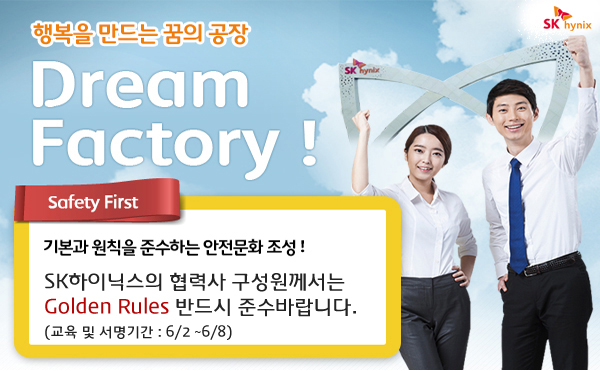 행복을 만드는 꿈의 공장
SK hynix
Dream
Factory !
SK hynix
Safety First
기본과 원칙을 준수하는 안전문화 조성 !
SK하이닉스의 협력사 구성원께서는
Golden Rules 반드시 준수바랍니다.
(교육 및 서명기간 : 6/2 ~6/8)